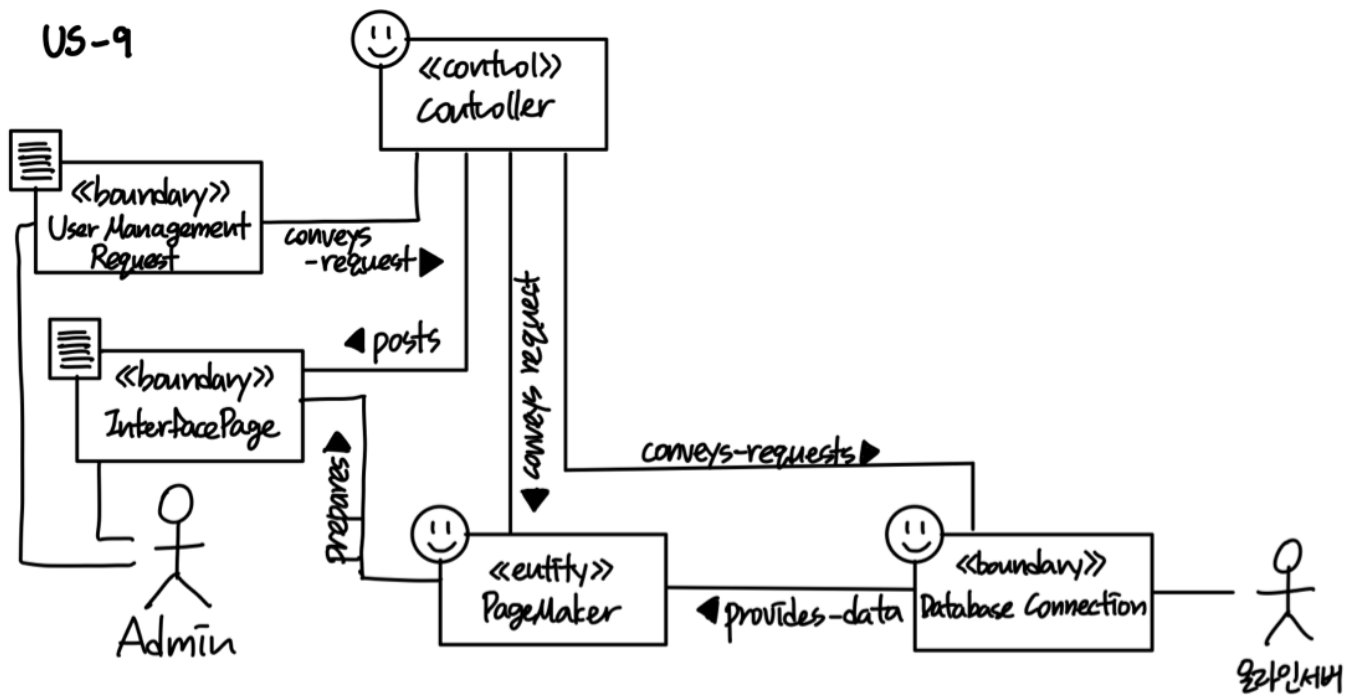 US-9
«control»
Controller
«boundary»
User Management
Request
conveys
-request▶
◀posts
«boundary»
InterfacePage
◀conveys request
conveys-requests▶
prepares▶
«entity»
PageMaker
◀provides-data
«boundary»
Database Connection
Admin
올라인서버